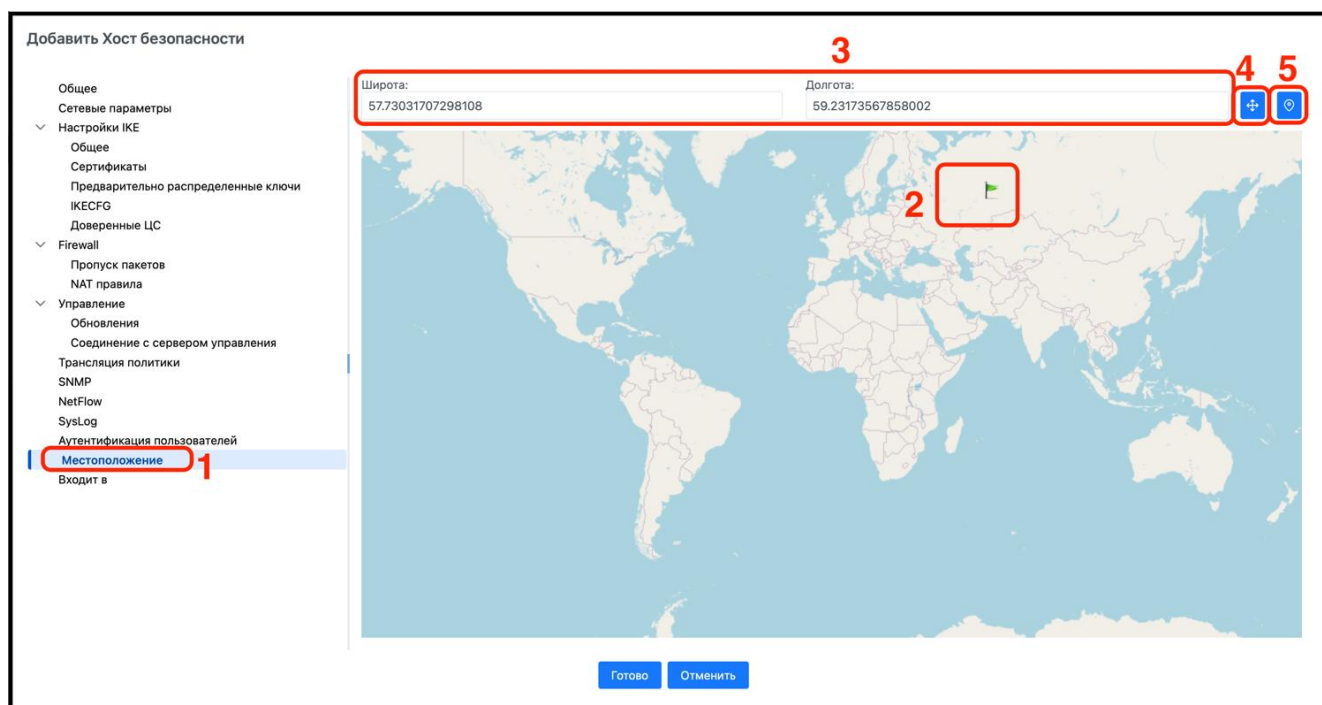 Добавить Хост безопасности
3
4 5
Широта:
Долгота:
57.73031707298108
59.23173567858002
Общее
Сетевые параметры
Настройки IKE
Общее
Сертификаты
Предварительно распределенные ключи
IKECFG
Доверенные ЦС
Firewall
Пропуск пакетов
NAT правила
Управление
Обновления
Соединение с сервером управления
Трансляция политики
SNMP
NetFlow
SysLog
Аутентификация пользователей
Местоположение
1
Входит в
2
Готово
Отменить